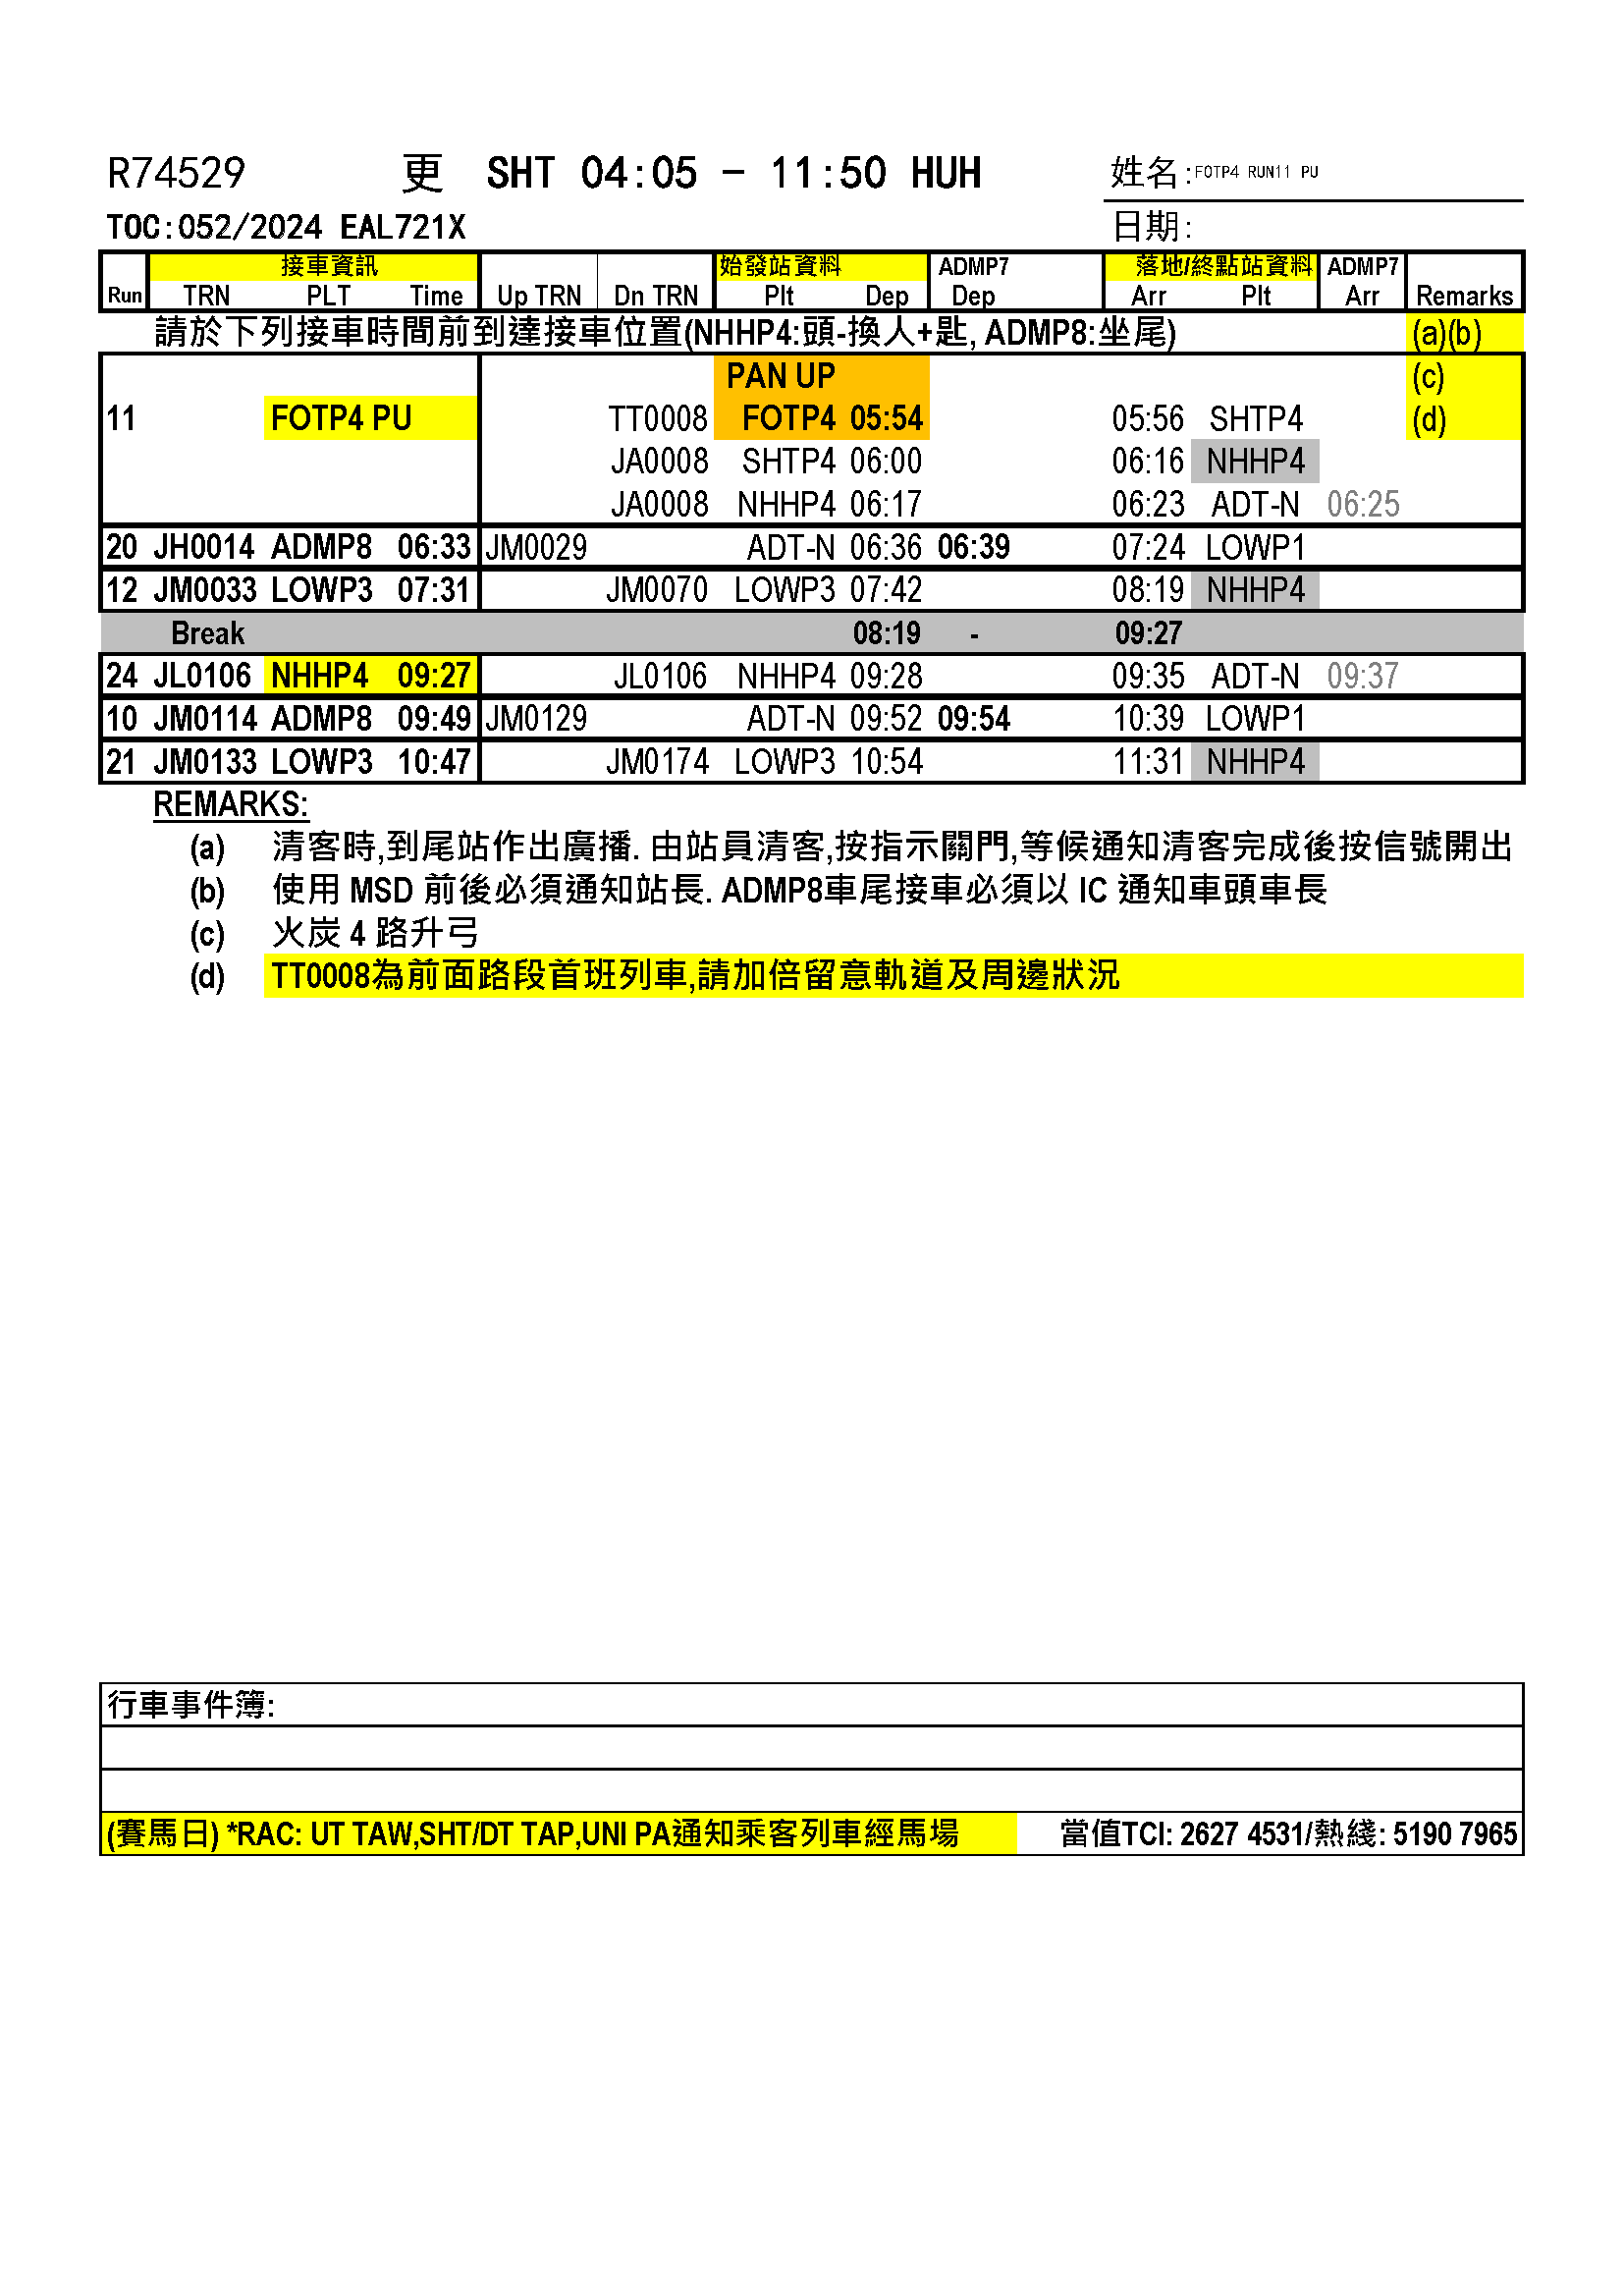 R74529 更 SHT 04:05 - 11:50 HUH 姓名:FOTP4 RUN11 PU
TOC:052/2024 EAL721X 日期:
接車資訊 始發站資料 ADMP7 落地/終點站資料 ADMP7
Run TRN PLT Time Up TRN Dn TRN Plt Dep Dep Arr Plt Arr Remarks
請於下列接車時間前到達接車位置(NHHP4:頭-換人+匙, ADMP8:坐尾) (a)(b)
PAN UP (c)
11 FOTP4 PU TT0008 FOTP4 05:54 05:56 SHTP4 (d)
JA0008 SHTP4 06:00 06:16 NHHP4
JA0008 NHHP4 06:17 06:23 ADT-N 06:25
20 JH0014 ADMP8 06:33 JM0029 ADT-N 06:36 06:39 07:24 LOWP1
12 JM0033 LOWP3 07:31 JM0070 LOWP3 07:42 08:19 NHHP4
Break 08:19 - 09:27
24 JL0106 NHHP4 09:27 JL0106 NHHP4 09:28 09:35 ADT-N 09:37
10 JM0114 ADMP8 09:49 JM0129 ADT-N 09:52 09:54 10:39 LOWP1
21 JM0133 LOWP3 10:47 JM0174 LOWP3 10:54 11:31 NHHP4
REMARKS:
(a) 清客時,到尾站作出廣播. 由站員清客,按指示關門,等候通知清客完成後按信號開出
(b) 使用 MSD 前後必須通知站長. ADMP8車尾接車必須以 IC 通知車頭車長
(c) 火炭 4 路升弓
(d) TT0008為前面路段首班列車,請加倍留意軌道及周邊狀況
行車事件簿:
(賽馬日) *RAC: UT TAW,SHT/DT TAP,UNI PA通知乘客列車經馬場 當值TCI: 2627 4531/熱綫: 5190 7965